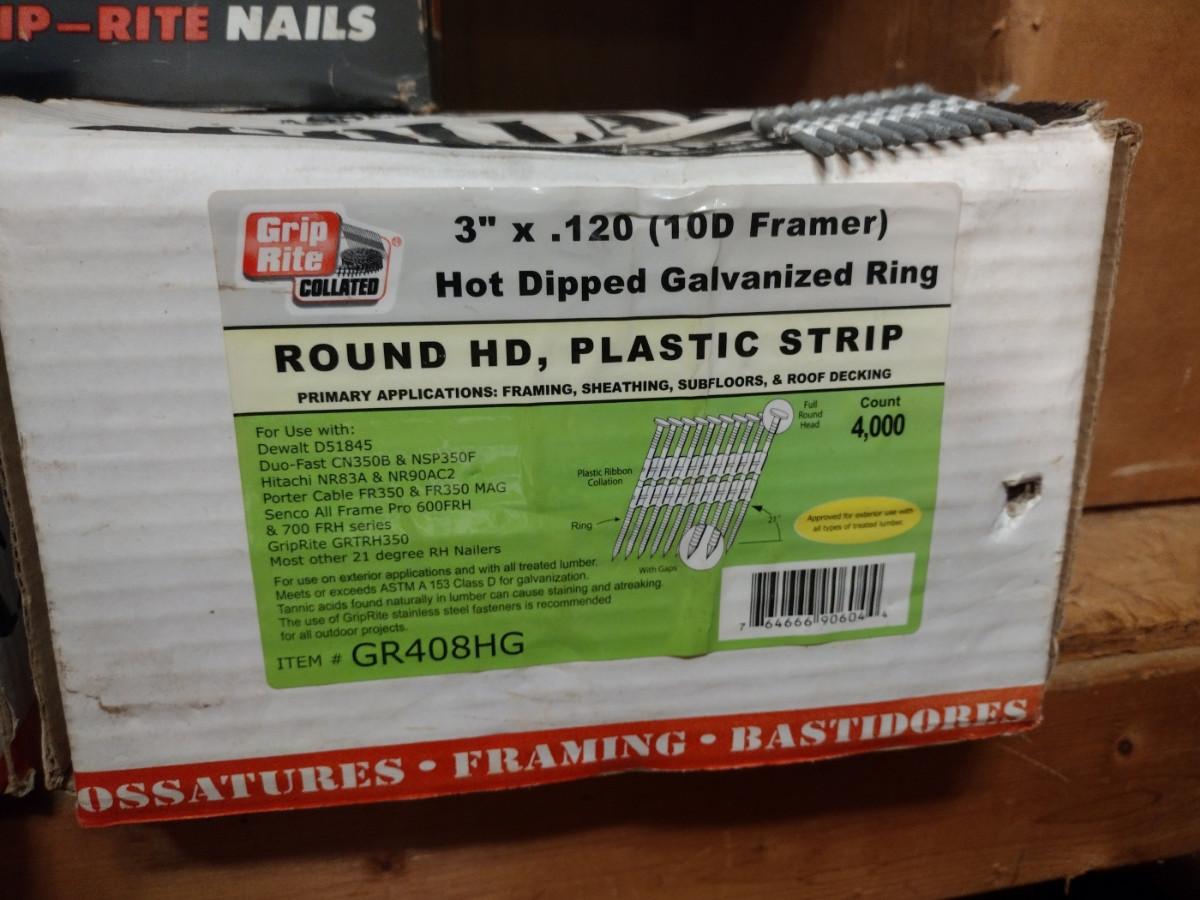 IP-RITE NAILS
Grip
Rite
COLLATED
®
3" x .120 (10D Framer)
Hot Dipped Galvanized Ring
ROUND HD, PLASTIC STRIP
PRIMARY APPLICATIONS: FRAMING, SHEATHING, SUBFLOORS, & ROOF DECKING
For Use with:
Dewalt D51845
Duo-Fast CN350B & NSP350F
Hitachi NR83A & NR90AC2
Porter Cable FR350 & FR350 MAG
Senco All Frame Pro 600FRH
& 700 FRH series
GripRite GRTRH350
Most other 21 degree RH Nailers
For use on exterior applications and with all treated lumber.
Meets or exceeds ASTM A 153 Class D for galvanization.
Tannic acids found naturally in lumber can cause staining and atreaking.
The use of GripRite stainless steel fasteners is recommended
for all outdoor projects.
ITEM # GR408HG
Full
Round
Head
Count
4,000
Plastic Ribbon
Collation
Ring
21°
With Gaps
Approved for exterior use with
all types of treated lumber.
7 64666 90604 4
OSSATURES • FRAMING • BASTIDORES